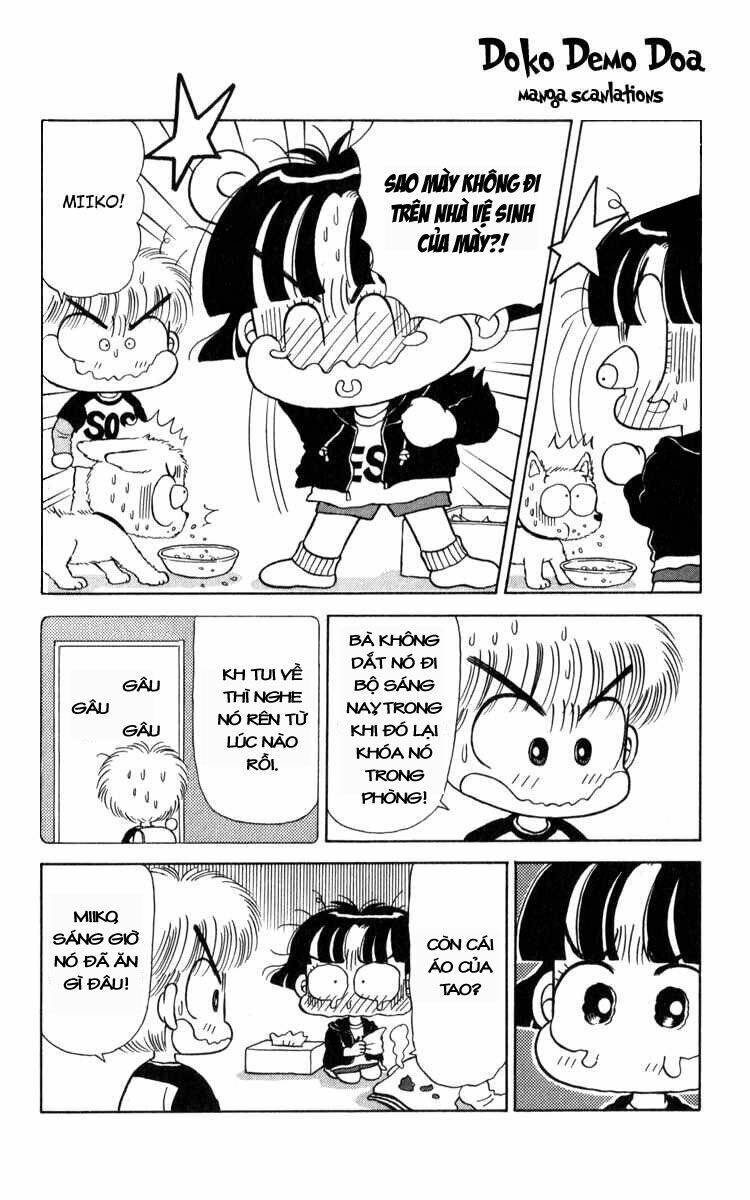 Doko Demo Doa
manga scanlations
SAO MÀY KHÔNG ĐI
TRÊN NHÀ VỆ SINH
CỦA MÀY?!
MIIKO!
SOS
ES
BÀ KHÔNG
DẮT NÓ ĐI
BỘ SÁNG
NAY, TRONG
KHI ĐÓ LẠI
KHÓA NÓ
TRONG
PHÒNG!
KH TUI VỀ
THÌ NGHE
NÓ RÊN TỪ
LÚC NÀO
RỒI.
GÂU
GÂU
GÂU
CÒN CÁI
ÁO CỦA
TAO?
MIIKO,
SÁNG GIỜ
NÓ ĐÃ ĂN
GÌ ĐÂU!